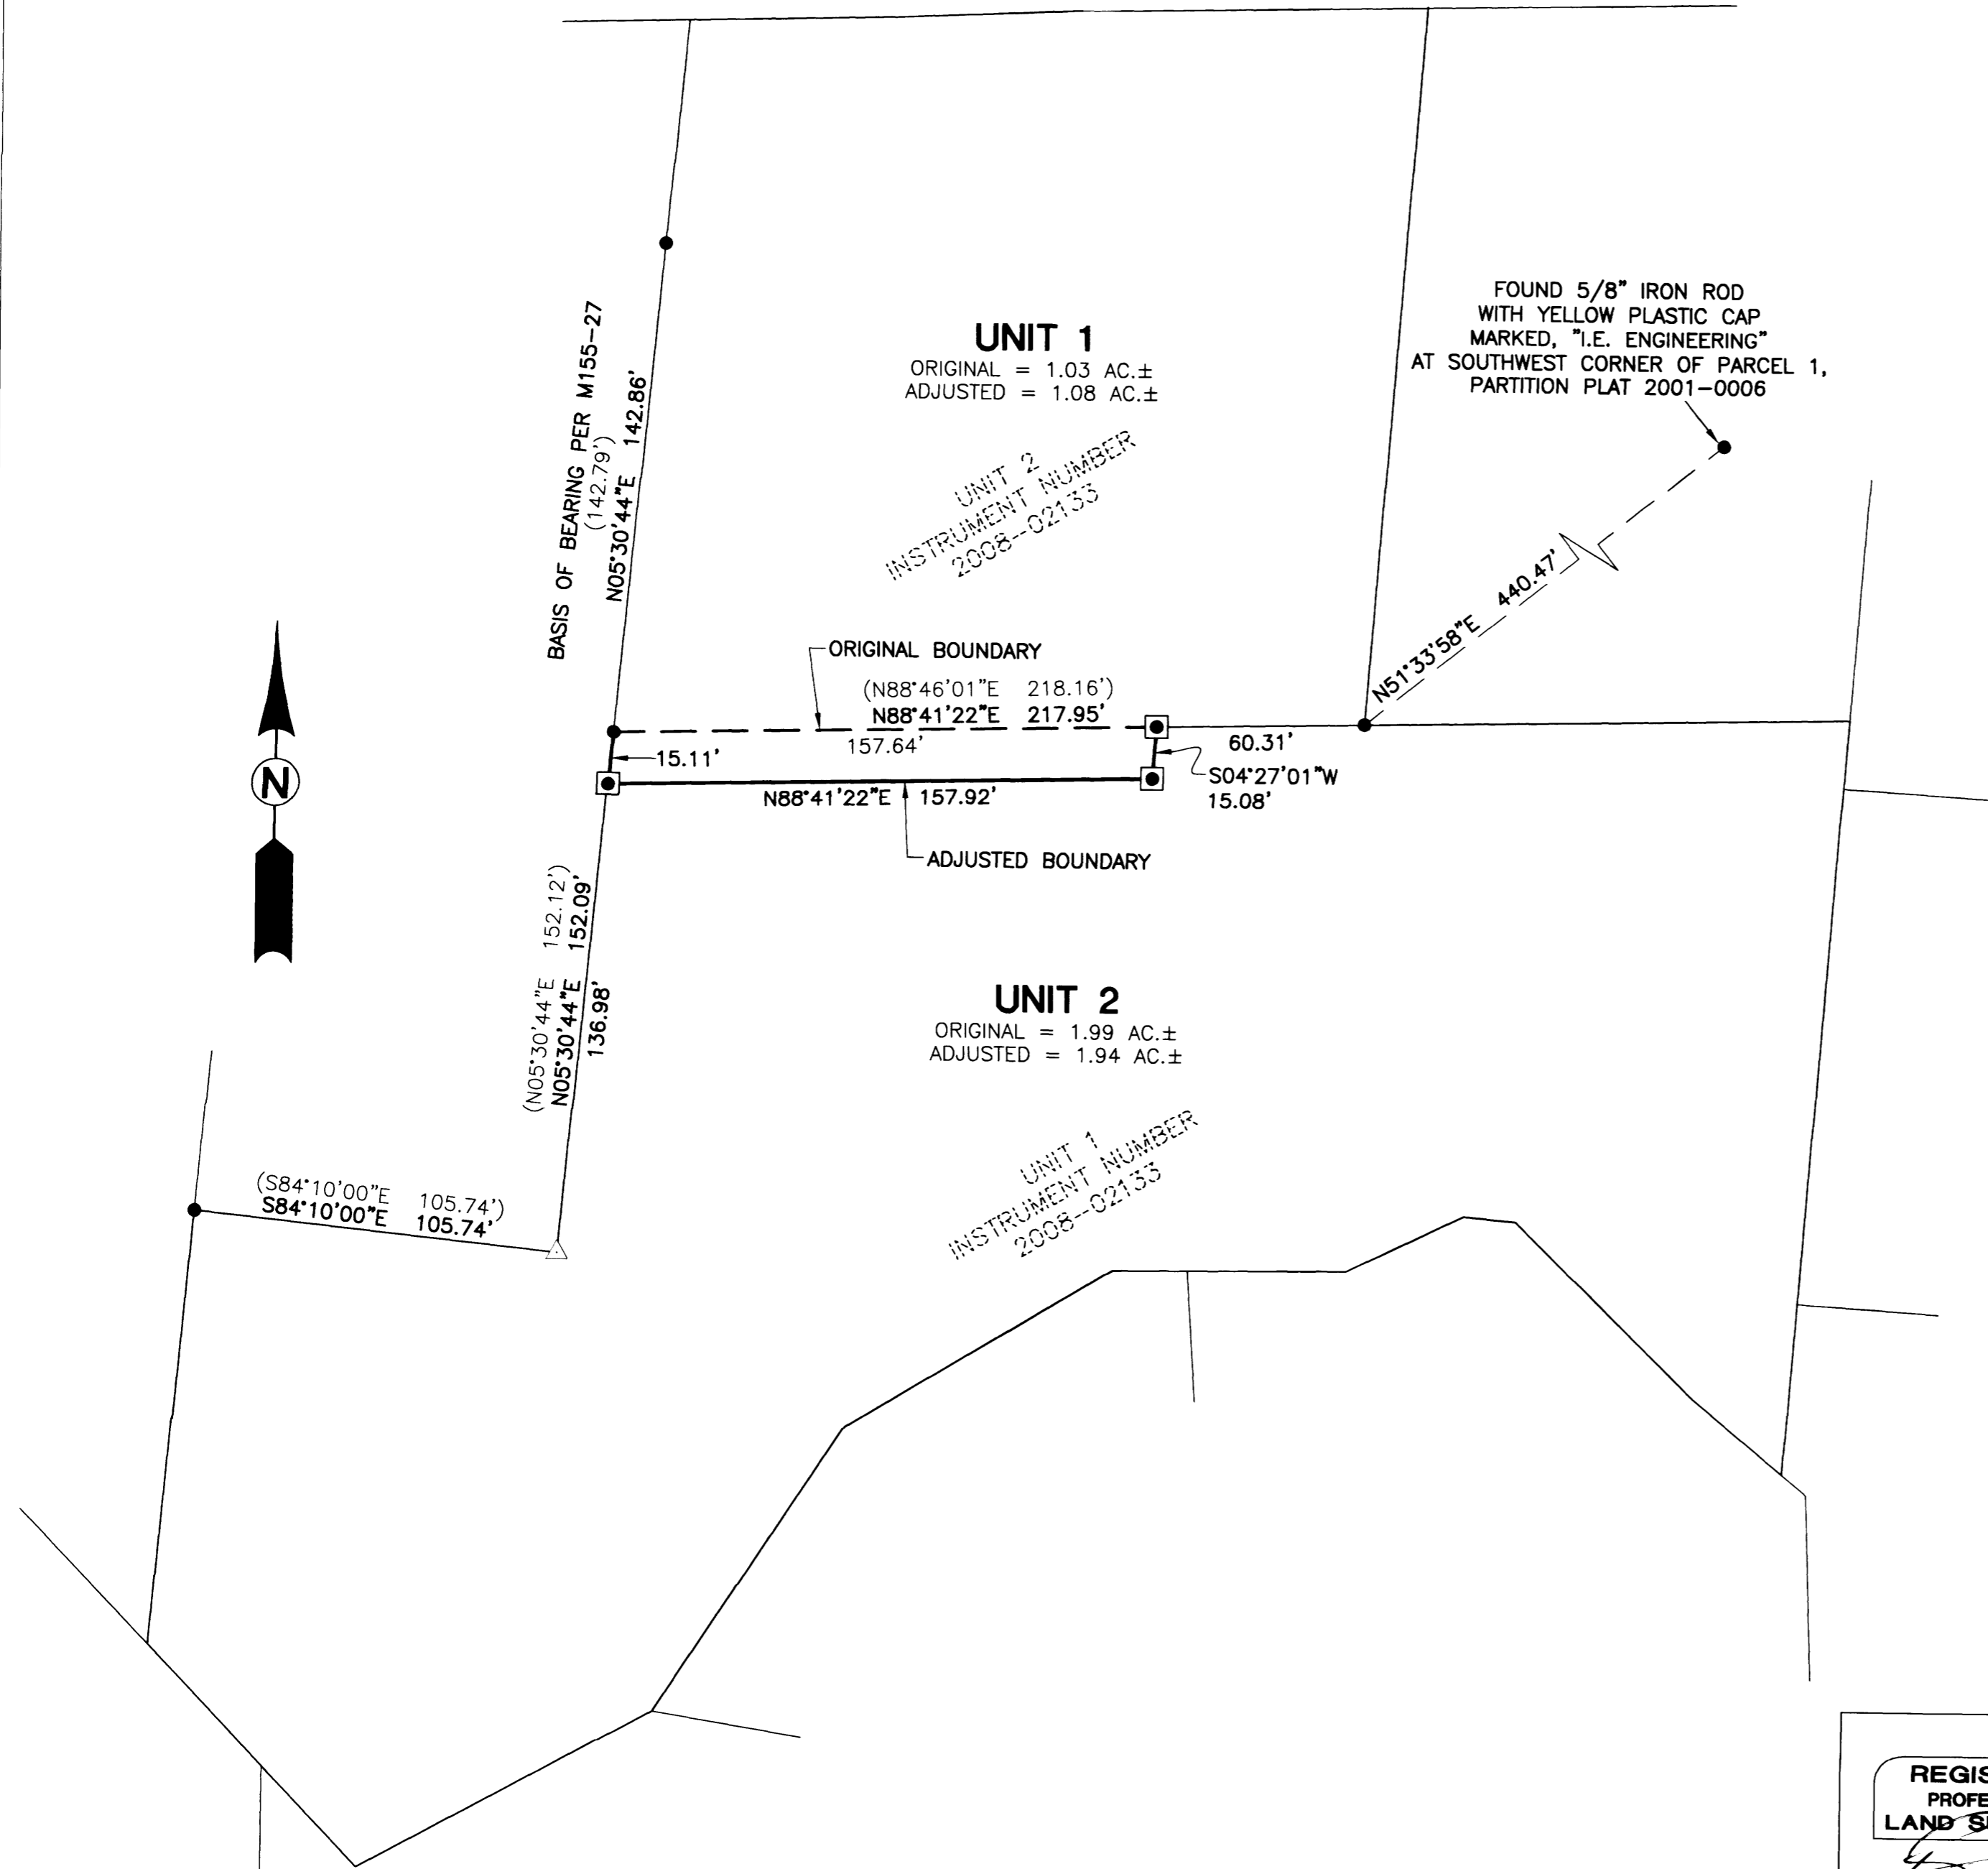 FOUND 5/8" IRON ROD
WITH YELLOW PLASTIC CAP
MARKED, "I.E. ENGINEERING"
AT SOUTHWEST CORNER OF PARCEL 1,
PARTITION PLAT 2001-0006
BASIS OF BEARING PER M155-27
(142.79')
N05°30'44"E 142.86'
UNIT 1
ORIGINAL = 1.03 AC.±
ADJUSTED = 1.08 AC.±
UNIT 2
INSTRUMENT NUMBER
2008-02133
N51°33'58"E 440.47'
ORIGINAL BOUNDARY
(N88°46'01"E 218.16')
N88°41'22"E 217.95'
157.64'
60.31'
15.11'
S04°27'01"W
15.08'
N88°41'22"E 157.92'
ADJUSTED BOUNDARY
N
(N05°30'44"E 152.12')
N05°30'44"E 152.09'
136.98'
UNIT 2
ORIGINAL = 1.99 AC.±
ADJUSTED = 1.94 AC.±
UNIT 1
INSTRUMENT NUMBER
2008-02133
(S84°10'00"E 105.74')
S84°10'00"E 105.74'
REGIS
PROFE
LAND S